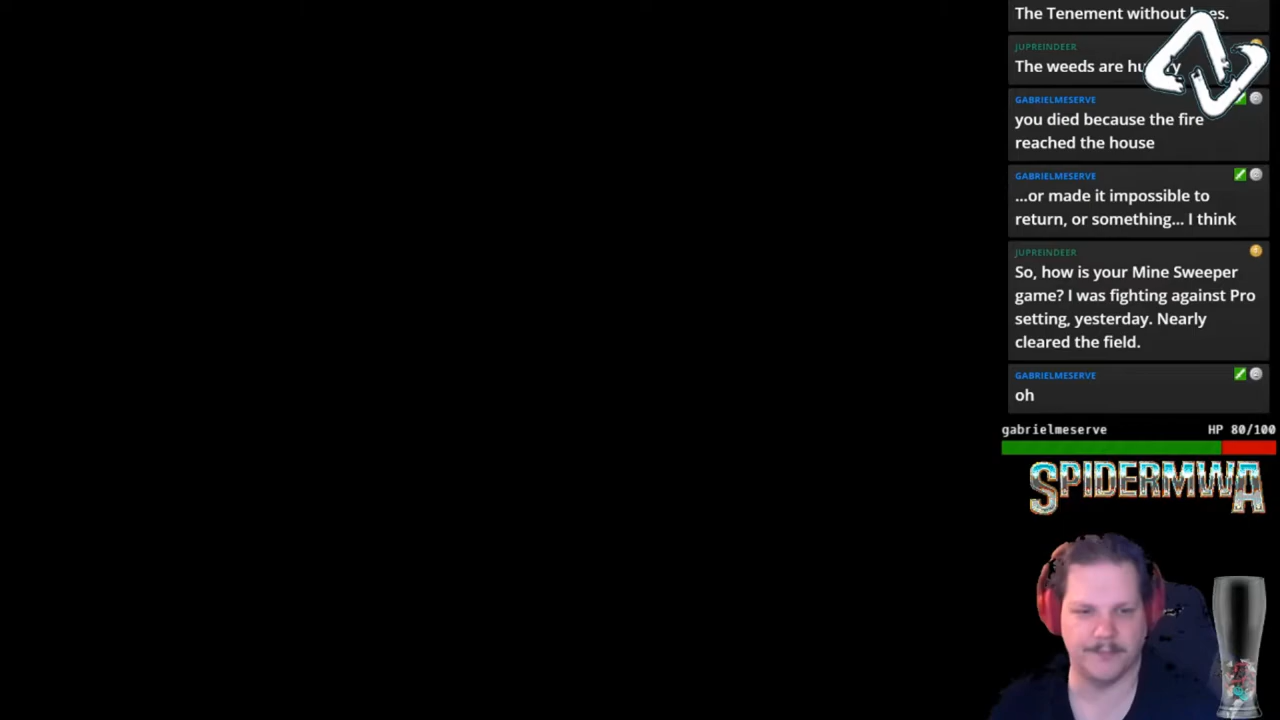 The Tenement without
JUPREINDEER
The weeds are
GABRIELMESERVE
you died because the fire
reached the house
GABRIELMESERVE
...or made it impossible to
return, or something... I think
JUPREINDEER
So, how is your Mine Sweeper
game? I was fighting against Pro
setting, yesterday. Nearly
cleared the field.
GABRIELMESERVE
oh
gabrielmeserve HP 80/100
SPIDERMWA